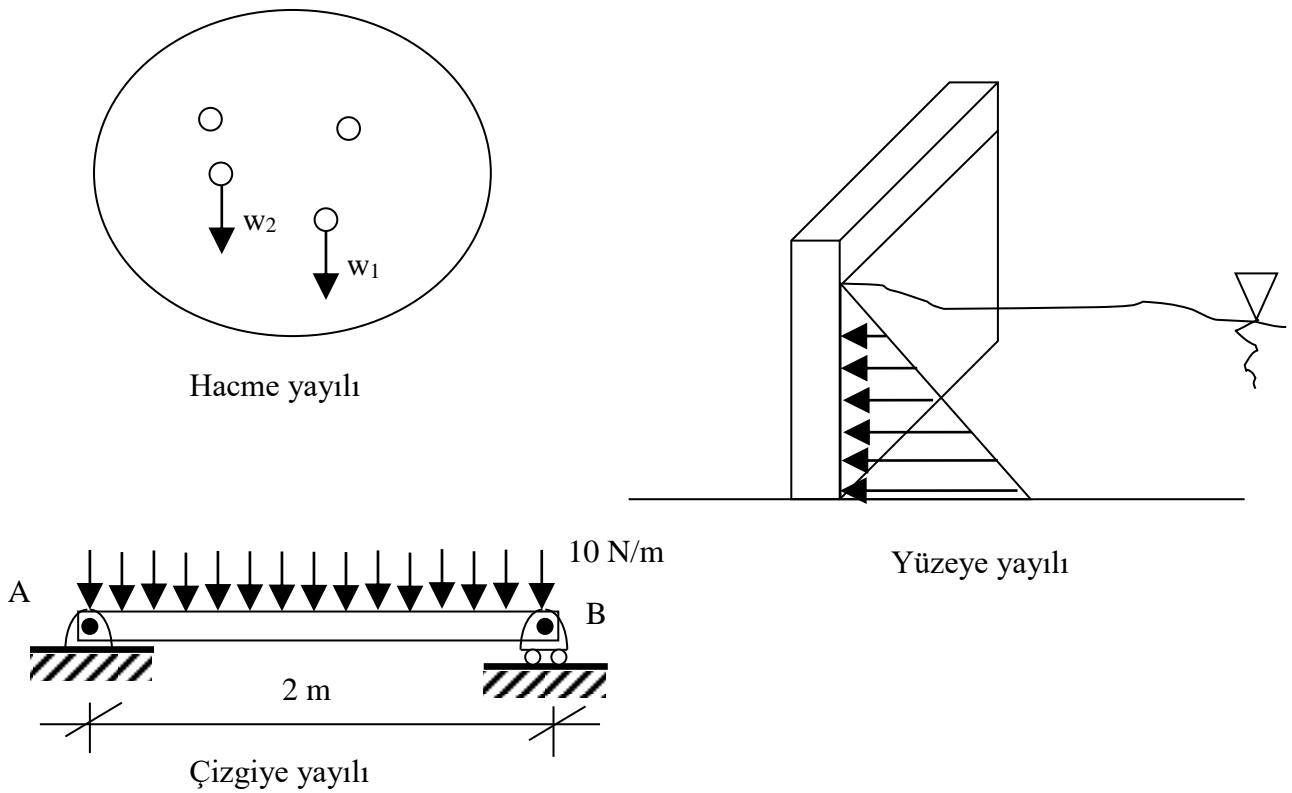 w₂
w₁
Hacme yayılı
Yüzeye yayılı
10 N/m
A
B
2 m
Çizgiye yayılı